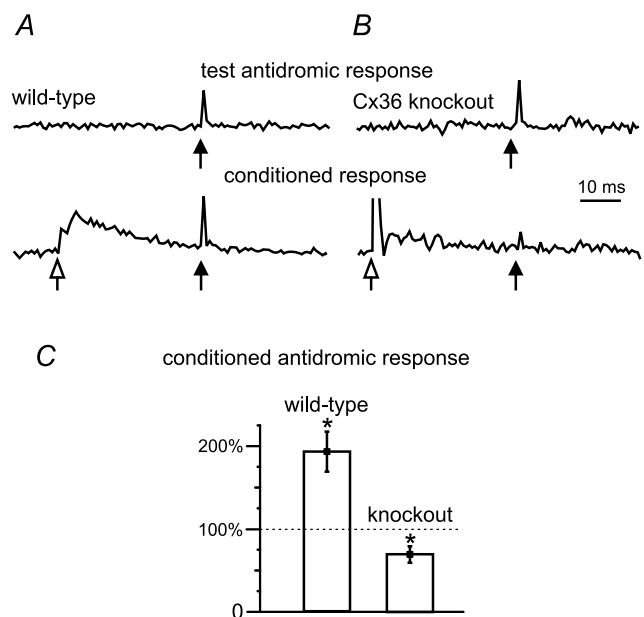 A
B
test antidromic response
wild-type
Cx36 knockout
conditioned response
10 ms
C
conditioned antidromic response
wild-type
*
200%
knockout
100%
*
0